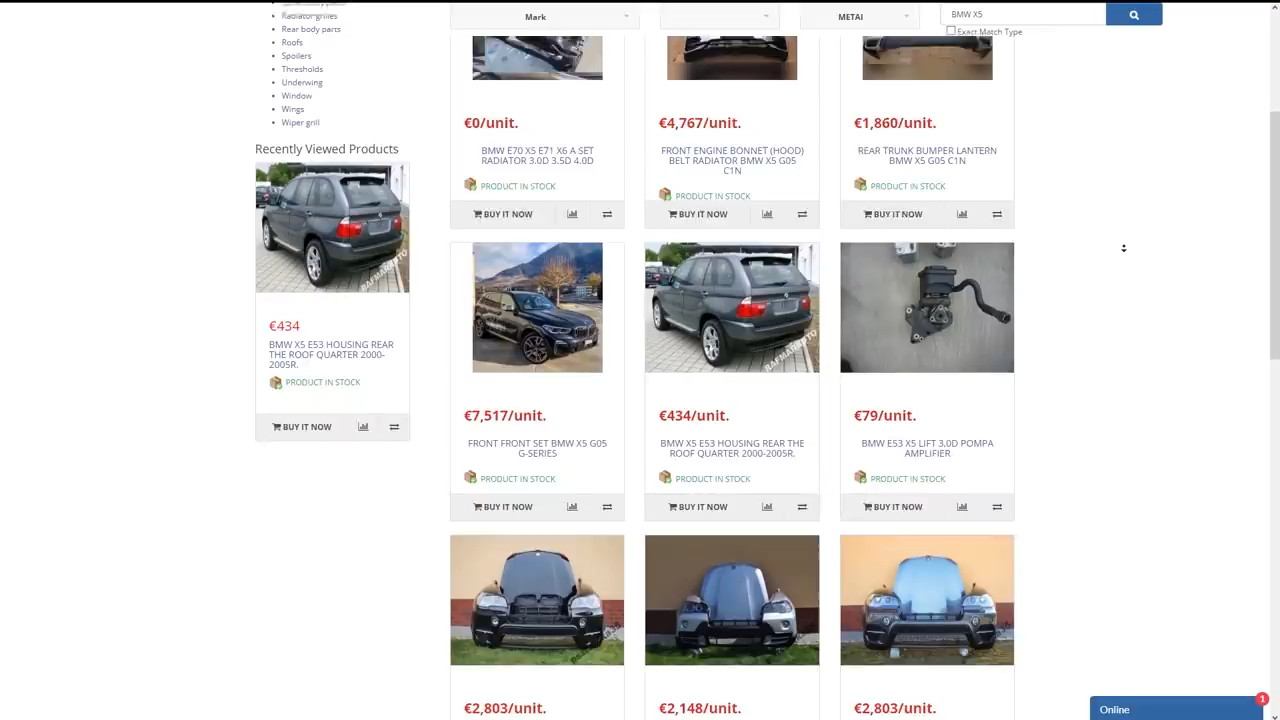 Mark
METAI
BMW X5
Exact Match Type
Radiator grilles
Rear body parts
Roofs
Spoilers
Thresholds
Underwing
Window
Wings
Wiper grill
Recently Viewed Products
RAFMARMOTO
€434
BMW X5 E53 HOUSING REAR
THE ROOF QUARTER 2000-
2005R.
PRODUCT IN STOCK
BUY IT NOW
€0/unit.
BMW E70 X5 E71 X6 A SET
RADIATOR 3.0D 3.5D 4.0D
PRODUCT IN STOCK
BUY IT NOW
€4,767/unit.
FRONT ENGINE BONNET (HOOD)
BELT RADIATOR BMW X5 G05
C1N
PRODUCT IN STOCK
BUY IT NOW
€1,860/unit.
REAR TRUNK BUMPER LANTERN
BMW X5 G05 C1N
PRODUCT IN STOCK
BUY IT NOW
€7,517/unit.
FRONT FRONT SET BMW X5 G05
G-SERIES
PRODUCT IN STOCK
BUY IT NOW
€434/unit.
BMW X5 E53 HOUSING REAR THE
ROOF QUARTER 2000-2005R.
PRODUCT IN STOCK
BUY IT NOW
€79/unit.
BMW E53 X5 LIFT 3,0D POMPA
AMPLIFIER
PRODUCT IN STOCK
BUY IT NOW
€2,803/unit.
€2,148/unit.
€2,803/unit.
Online
1